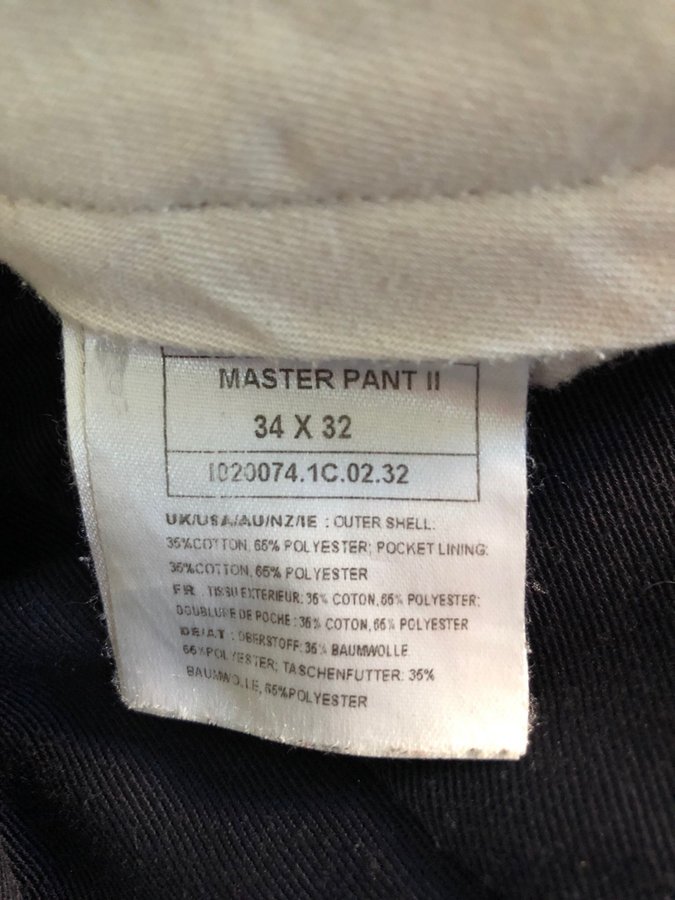 MASTER PANT II
34 X 32
I020074.1C.02.32
UK/USA/AU/NZ/IE : OUTER SHELL:
35%COTTON, 65% POLYESTER; POCKET LINING:
35%COTTON, 65% POLYESTER
FR. TISSU EXTERIEUR: 35% COTON, 65% POLYESTER;
DOUBLURE DE POCHE : 35% COTON, 65% POLYESTER
DE/AT : OBERSTOFF: 35% BAUMWOLLE
65%POLYESTER; TASCHENFUTTER: 35%
BAUMWOLLE, 65%POLYESTER